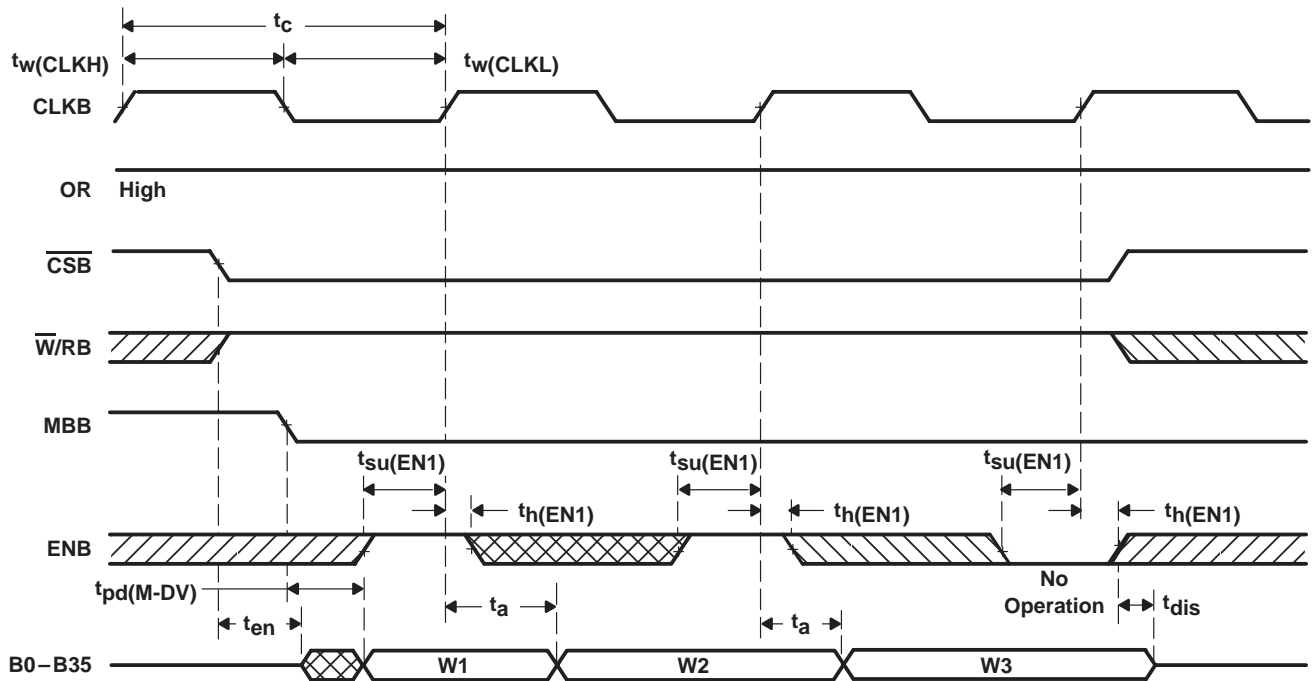 tc
tw(CLKH) tw(CLKL)
CLKB
OR High
CSB
W/RB
MBB
tsu(EN1) tsu(EN1) tsu(EN1)
th(EN1) th(EN1) th(EN1)
ENB
tpd(M-DV) ta No Operation tdis
ten ta
B0–B35 W1 W2 W3